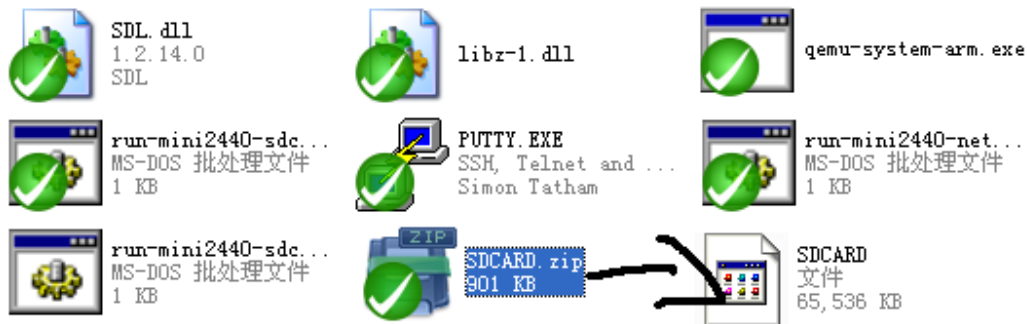 SDL.dll
1.2.14.0
SDL
libz-1.dll
qemu-system-arm.exe
run-mini2440-sdc...
MS-DOS 批处理文件
1 KB
PUTTY.EXE
SSH, Telnet and ...
Simon Tatham
run-mini2440-net...
MS-DOS 批处理文件
1 KB
run-mini2440-sdc...
MS-DOS 批处理文件
1 KB
ZIP
SDCARD.zip
901 KB
SDCARD
文件
65,536 KB